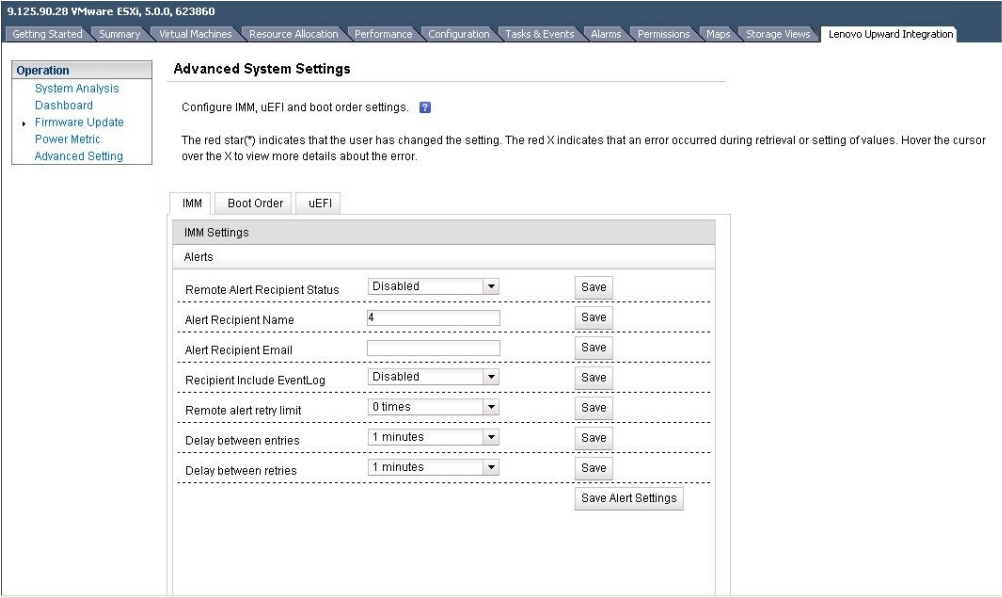 9.125.90.28 VMware ESXi, 5.0.0, 623860
Getting Started Summary Virtual Machines Resource Allocation Performance Configuration Tasks & Events Alarms Permissions Maps Storage Views Lenovo Upward Integration
Operation
System Analysis
Dashboard
Firmware Update
Power Metric
Advanced Setting
Advanced System Settings
Configure IMM, uEFI and boot order settings. ?
The red star(*) indicates that the user has changed the setting. The red X indicates that an error occurred during retrieval or setting of values. Hover the cursor
over the X to view more details about the error.
IMM Boot Order uEFI
IMM Settings
Alerts
Remote Alert Recipient Status Disabled Save
Alert Recipient Name 4 Save
Alert Recipient Email Save
Recipient Include EventLog Disabled Save
Remote alert retry limit 0 times Save
Delay between entries 1 minutes Save
Delay between retries 1 minutes Save
Save Alert Settings